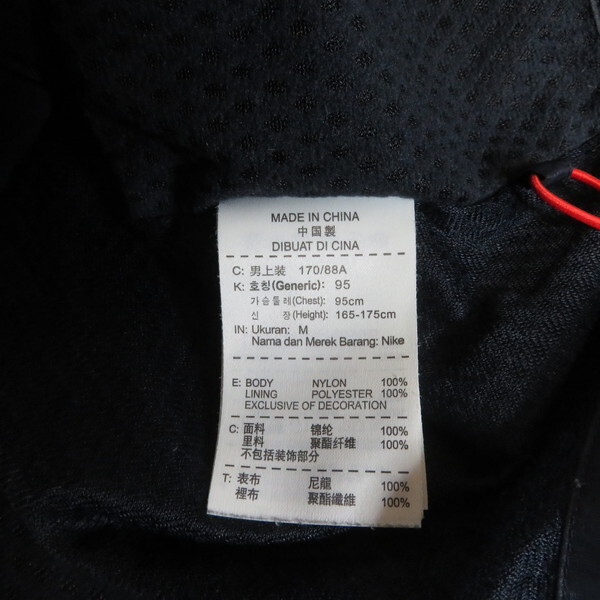 MADE IN CHINA
中国製
DIBUAT DI CINA
C: 男上装 170/88A
K: 호칭(Generic): 95
가슴둘레(Chest): 95cm
신 장(Height): 165-175cm
IN: Ukuran: M
Nama dan Merek Barang: Nike
E: BODY NYLON 100%
LINING POLYESTER 100%
EXCLUSIVE OF DECORATION
C: 面料 锦纶 100%
里料 聚酯纤维 100%
不包括装饰部分
T: 表布 尼龍 100%
裡布 聚酯纖維 100%